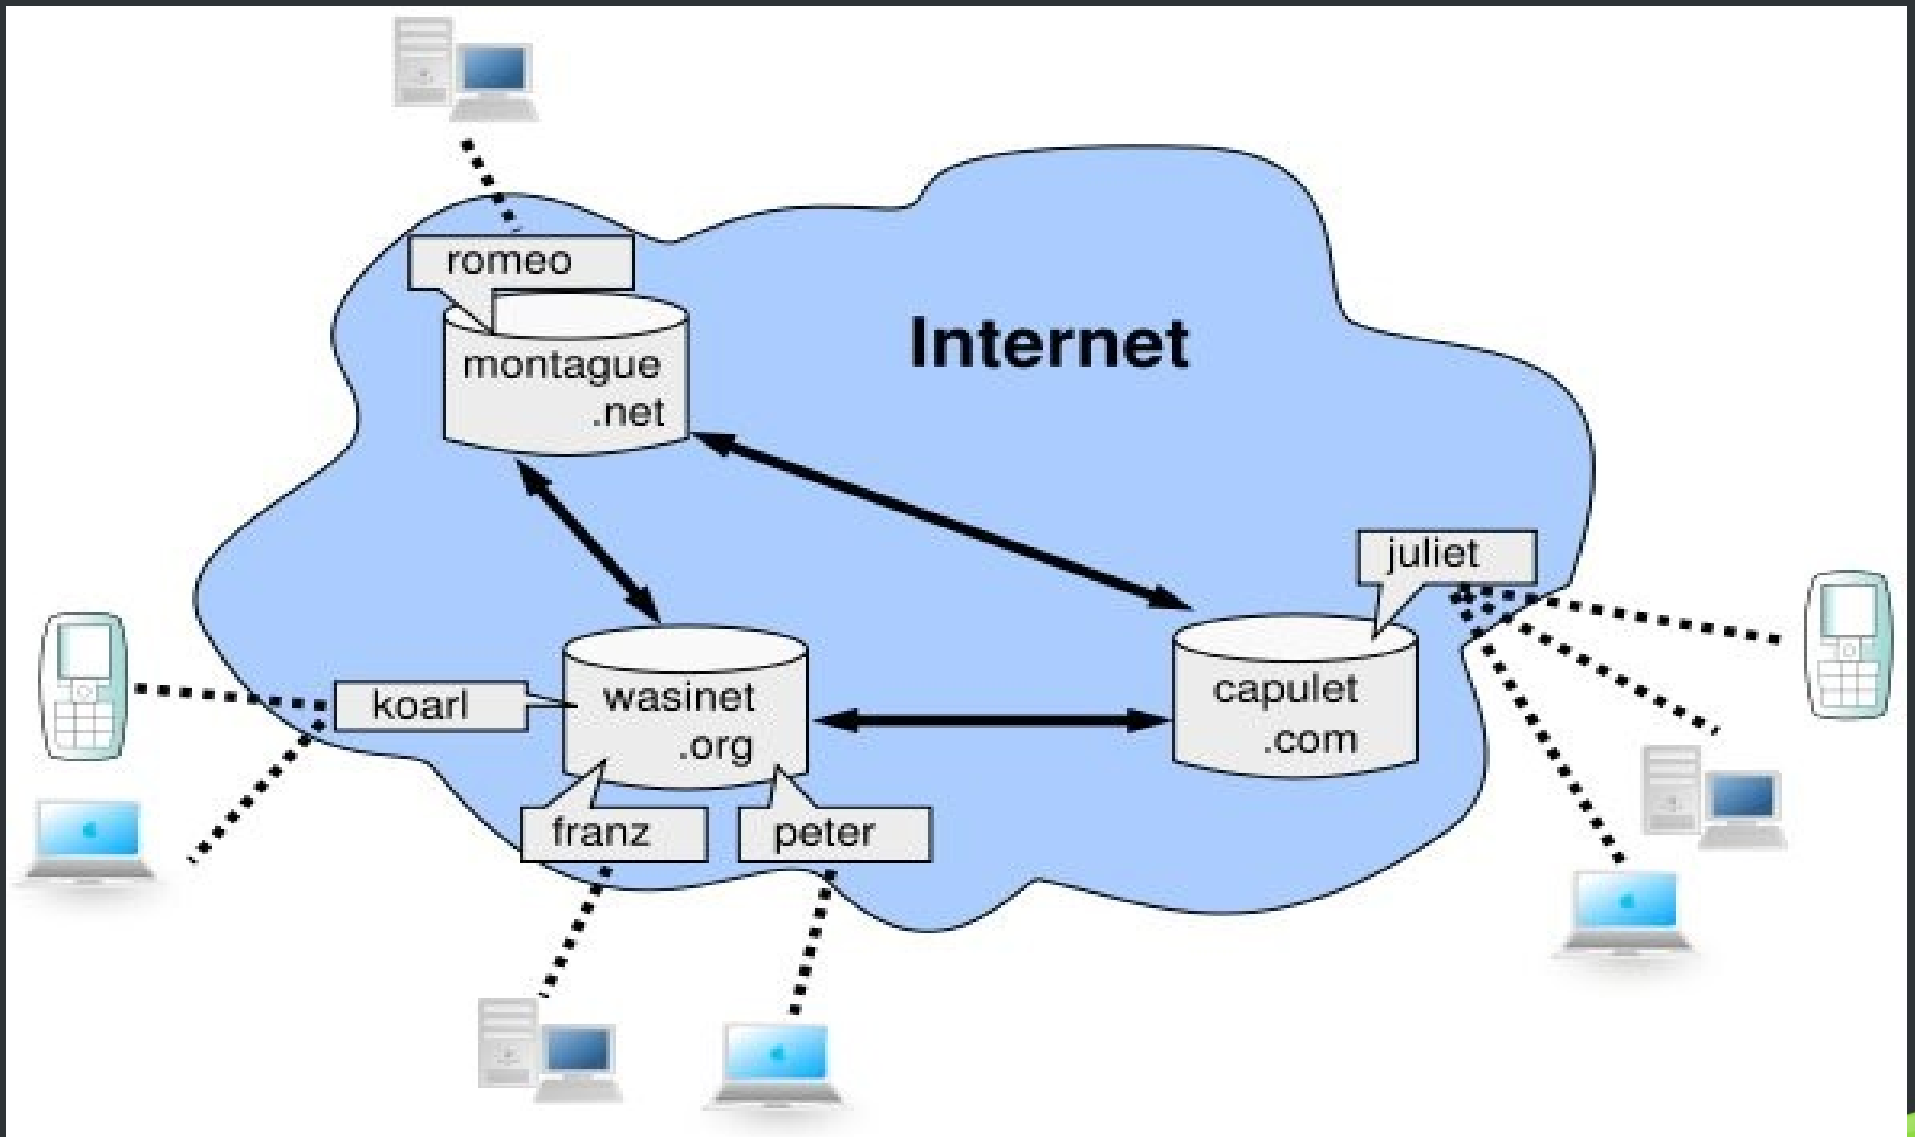 romeo
montague
.net
Internet
juliet
koarl
wasinet
.org
capulet
.com
franz
peter